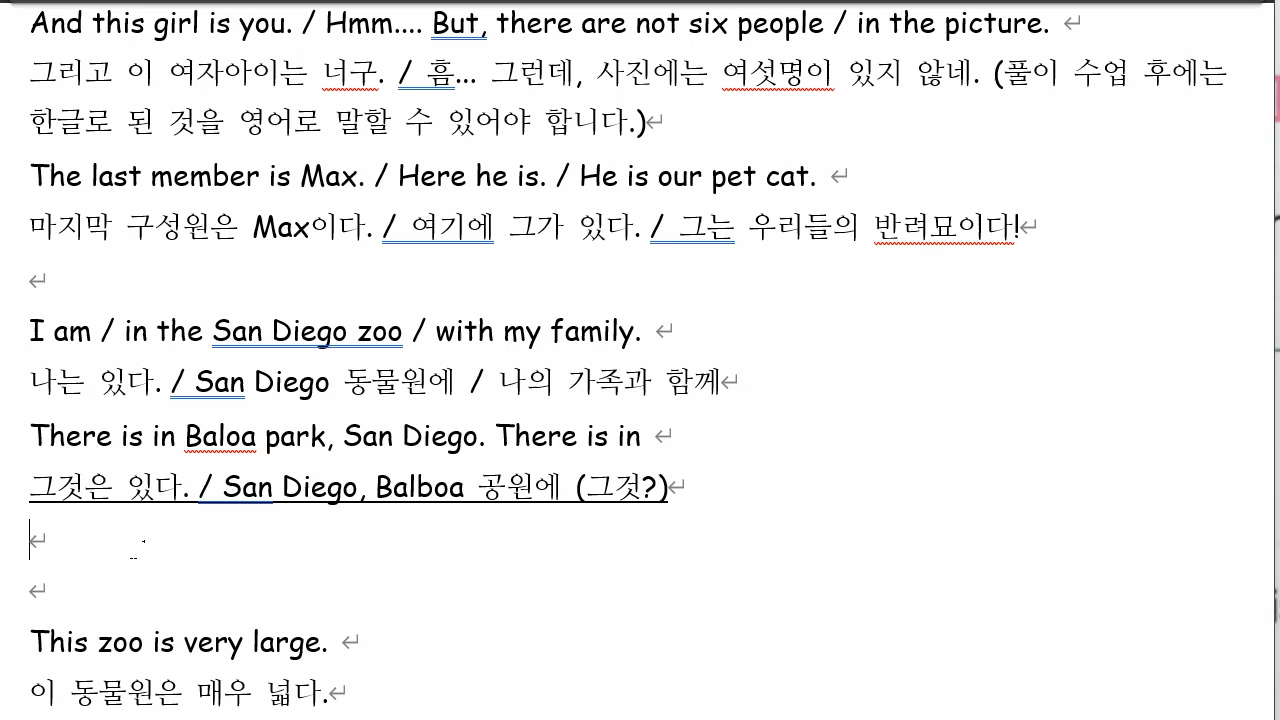 And this girl is you. / Hmm.... But, there are not six people / in the picture.
그리고 이 여자아이는 너구. / 흠... 그런데, 사진에는 여섯명이 있지 않네. (풀이 수업 후에는
한글로 된 것을 영어로 말할 수 있어야 합니다.)
The last member is Max. / Here he is. / He is our pet cat.
마지막 구성원은 Max이다. / 여기에 그가 있다. / 그는 우리들의 반려묘이다!
I am / in the San Diego zoo / with my family.
나는 있다. / San Diego 동물원에 / 나의 가족과 함께
There is in Baloa park, San Diego. There is in
그것은 있다. / San Diego, Balboa 공원에 (그것?)
This zoo is very large.
이 동물원은 매우 넓다.